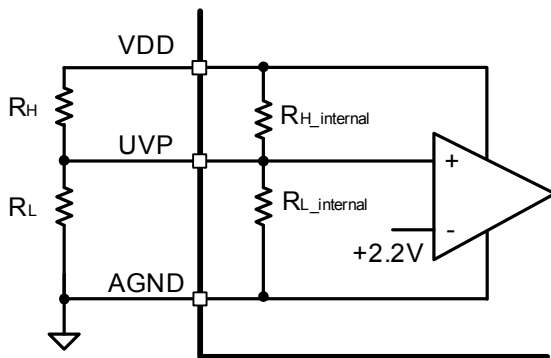 VDD
RH
RH_internal
UVP
+
RL
RL_internal
-
+2.2V
AGND